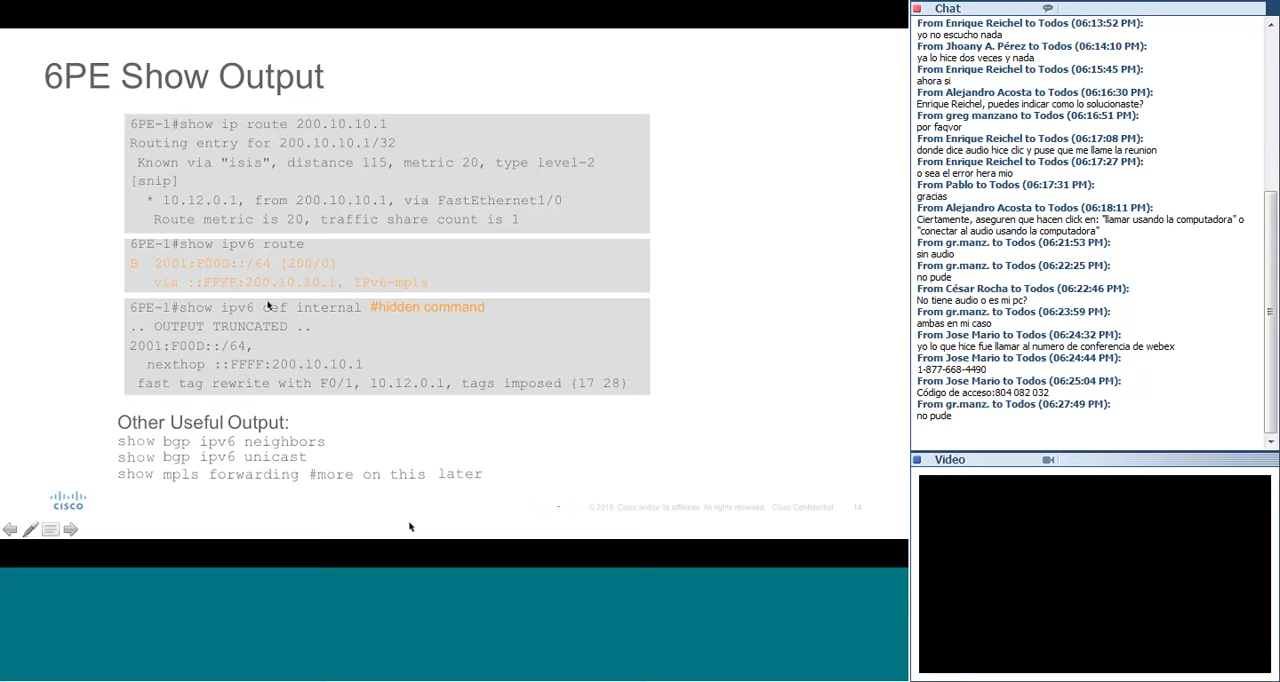 6PE Show Output
6PE-1#show ip route 200.10.10.1
Routing entry for 200.10.10.1/32
Known via "isis", distance 115, metric 20, type level-2
[snip]
* 10.12.0.1, from 200.10.10.1, via FastEthernet1/0
Route metric is 20, traffic share count is 1
6PE-1#show ipv6 route
B 2001:F00D::/64 [200/0]
via ::FFFF:200.10.10.1, IPv6-mpls
6PE-1#show ipv6 cef internal #hidden command
.. OUTPUT TRUNCATED ..
2001:F00D::/64,
nexthop ::FFFF:200.10.10.1
fast tag rewrite with F0/1, 10.12.0.1, tags imposed {17 28}
Other Useful Output:
show bgp ipv6 neighbors
show bgp ipv6 unicast
show mpls forwarding #more on this later
CISCO
© 2015 Cisco and/or its affiliates. All rights reserved. Cisco Confidential 14
Chat
From Enrique Reichel to Todos (06:13:52 PM):
yo no escucho nada
From Jhoany A. Pérez to Todos (06:14:10 PM):
ya lo hice dos veces y nada
From Enrique Reichel to Todos (06:15:45 PM):
ahora si
From Alejandro Acosta to Todos (06:16:30 PM):
Enrique Reichel, puedes indicar como lo solucionaste?
From greg manzano to Todos (06:16:51 PM):
por faqvor
From Enrique Reichel to Todos (06:17:08 PM):
donde dice audio hice clic y puse que me llame la reunion
From Enrique Reichel to Todos (06:17:27 PM):
o sea el error hera mio
From Pablo to Todos (06:17:31 PM):
gracias
From Alejandro Acosta to Todos (06:18:11 PM):
Ciertamente, aseguren que hacen click en: "llamar usando la computadora" o
"conectar al audio usando la computadora"
From gr.manz. to Todos (06:21:53 PM):
sin audio
From gr.manz. to Todos (06:22:25 PM):
no pude
From César Rocha to Todos (06:22:46 PM):
No tiene audio o es mi pc?
From gr.manz. to Todos (06:23:59 PM):
ambas en mi caso
From Jose Mario to Todos (06:24:32 PM):
yo lo que hice fue llamar al numero de conferencia de webex
From Jose Mario to Todos (06:24:44 PM):
1-877-668-4490
From Jose Mario to Todos (06:25:04 PM):
Código de acceso:804 082 032
From gr.manz. to Todos (06:27:49 PM):
no pude
Video